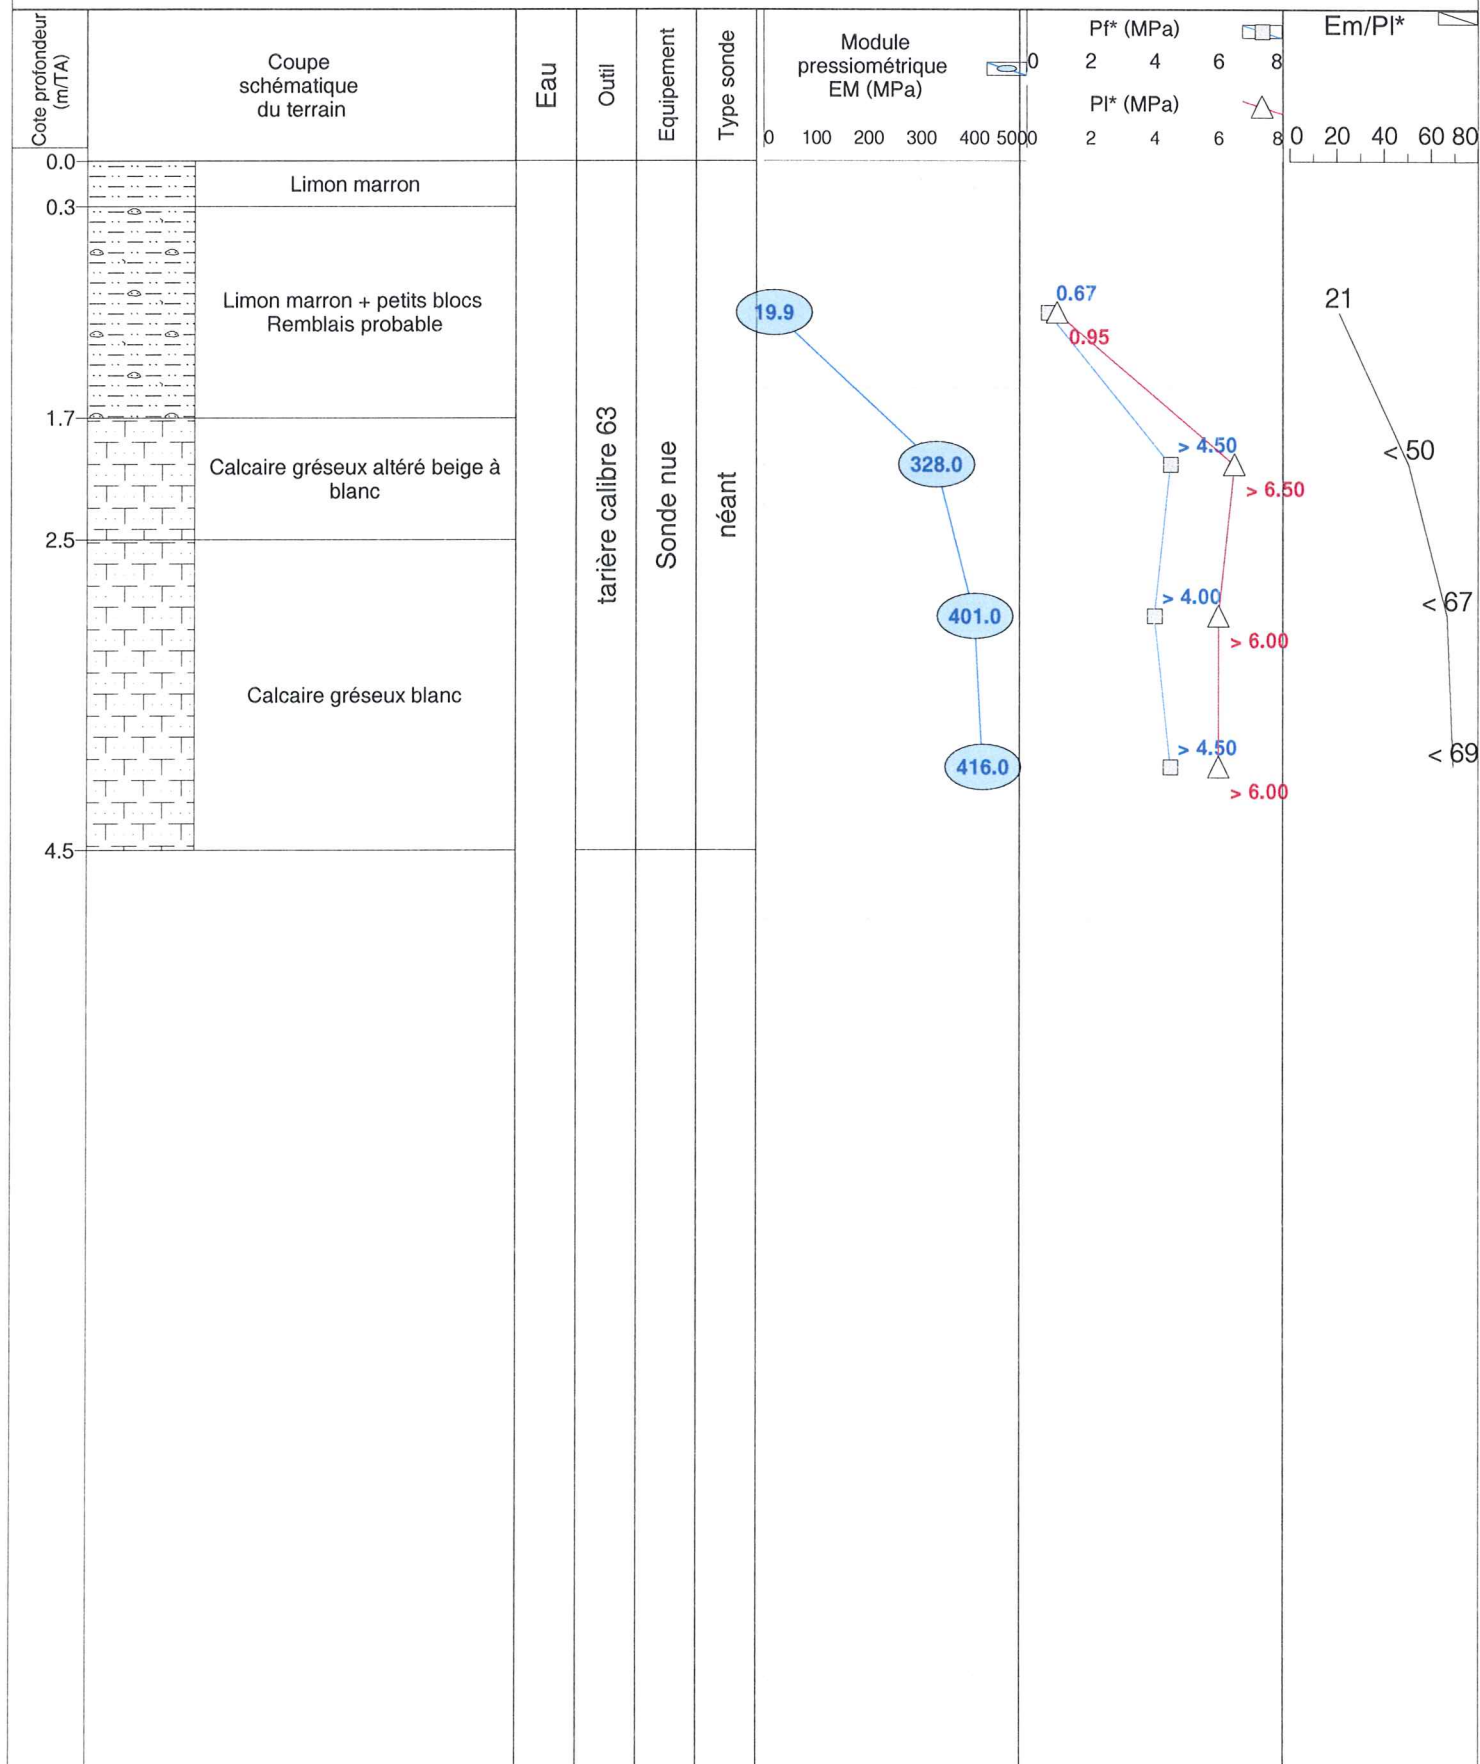 Cote profondeur
(m/TA)
Coupe
schématique
du terrain
Eau
Outil
Equipement
Type sonde
Module
pressiométrique
EM (MPa)
0 100 200 300 400 500
Pf* (MPa)
0 2 4 6 8
Pl* (MPa)
0 2 4 6 8
Em/Pl*
0 20 40 60 80
0.0
Limon marron
0.3
Limon marron + petits blocs
Remblais probable
1.7
Calcaire gréseux altéré beige à
blanc
2.5
Calcaire gréseux blanc
4.5
tarière calibre 63
Sonde nue
néant
19.9
328.0
401.0
416.0
0.67
0.95
> 4.50
> 6.50
> 4.00
> 6.00
> 4.50
> 6.00
21
< 50
< 67
< 69